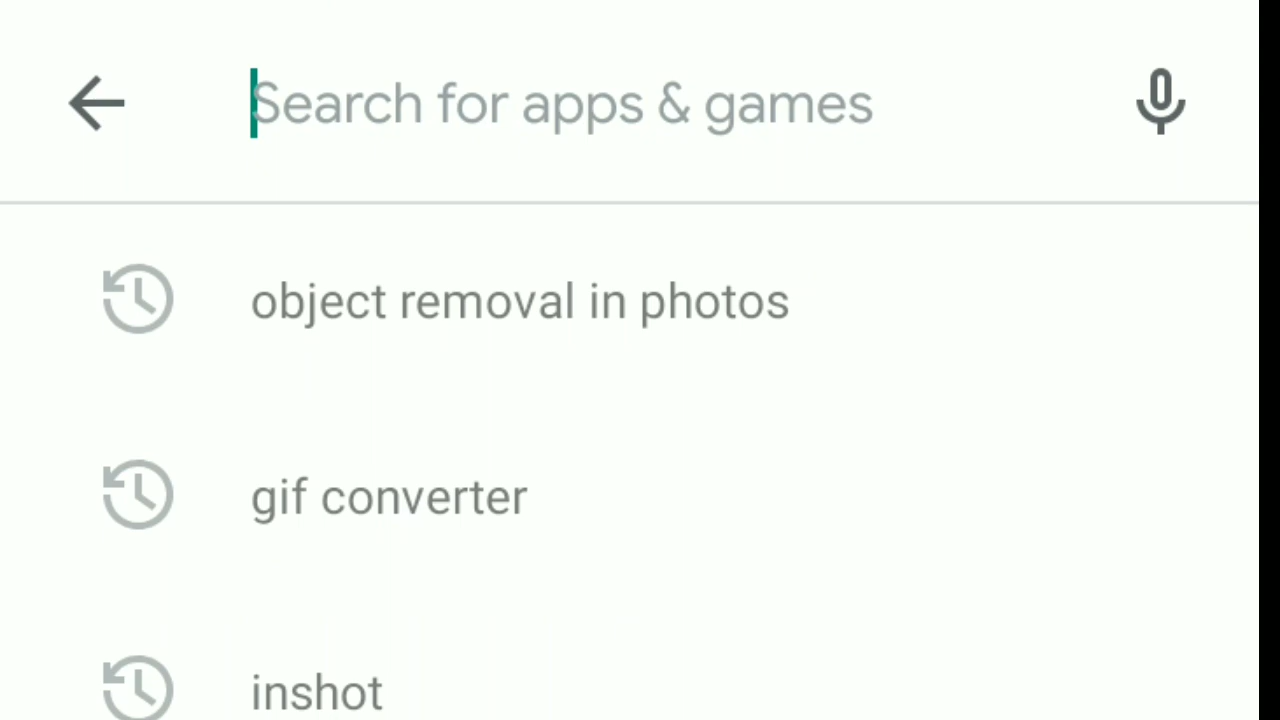 Search for apps & games
object removal in photos
gif converter
inshot